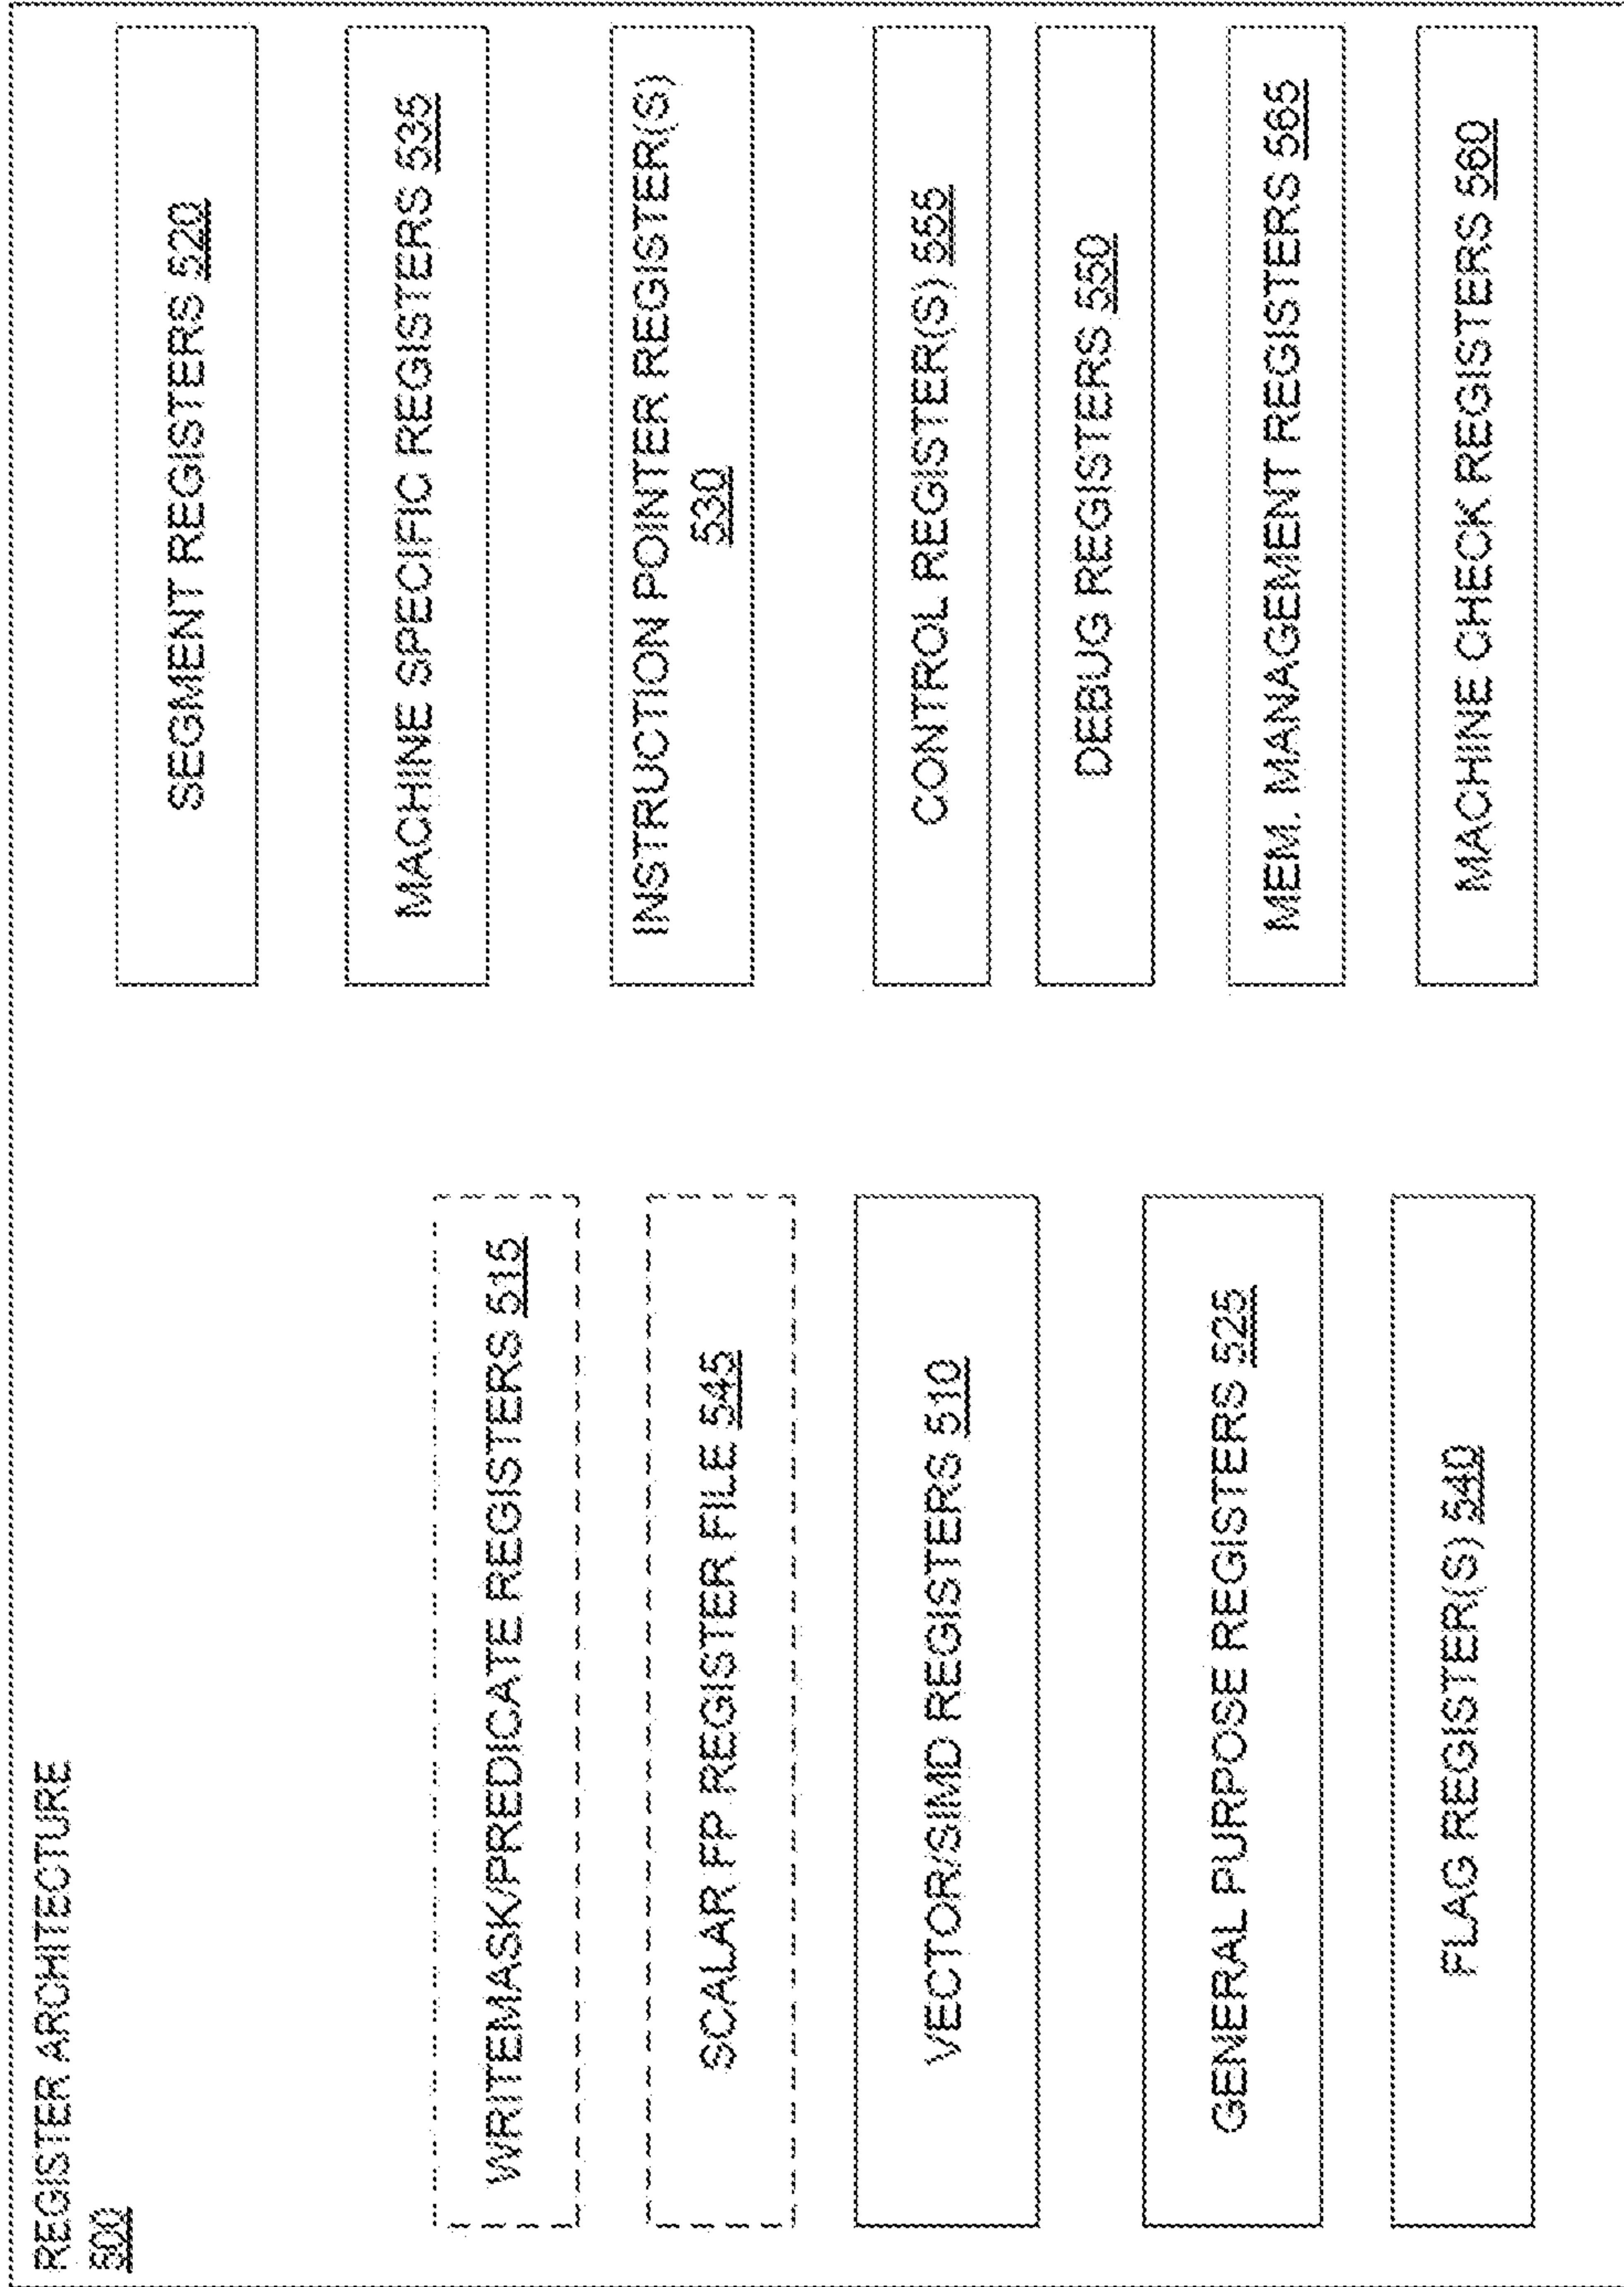 REGISTER ARCHITECTURE
500
WRITEMASK/PREDICATE REGISTERS 515
SCALAR FP REGISTER FILE 545
VECTOR/SIMD REGISTERS 510
GENERAL PURPOSE REGISTERS 525
FLAG REGISTER(S) 540
SEGMENT REGISTERS 520
MACHINE SPECIFIC REGISTERS 535
INSTRUCTION POINTER REGISTER(S)
530
CONTROL REGISTER(S) 555
DEBUG REGISTERS 550
MEM. MANAGEMENT REGISTERS 565
MACHINE CHECK REGISTERS 560